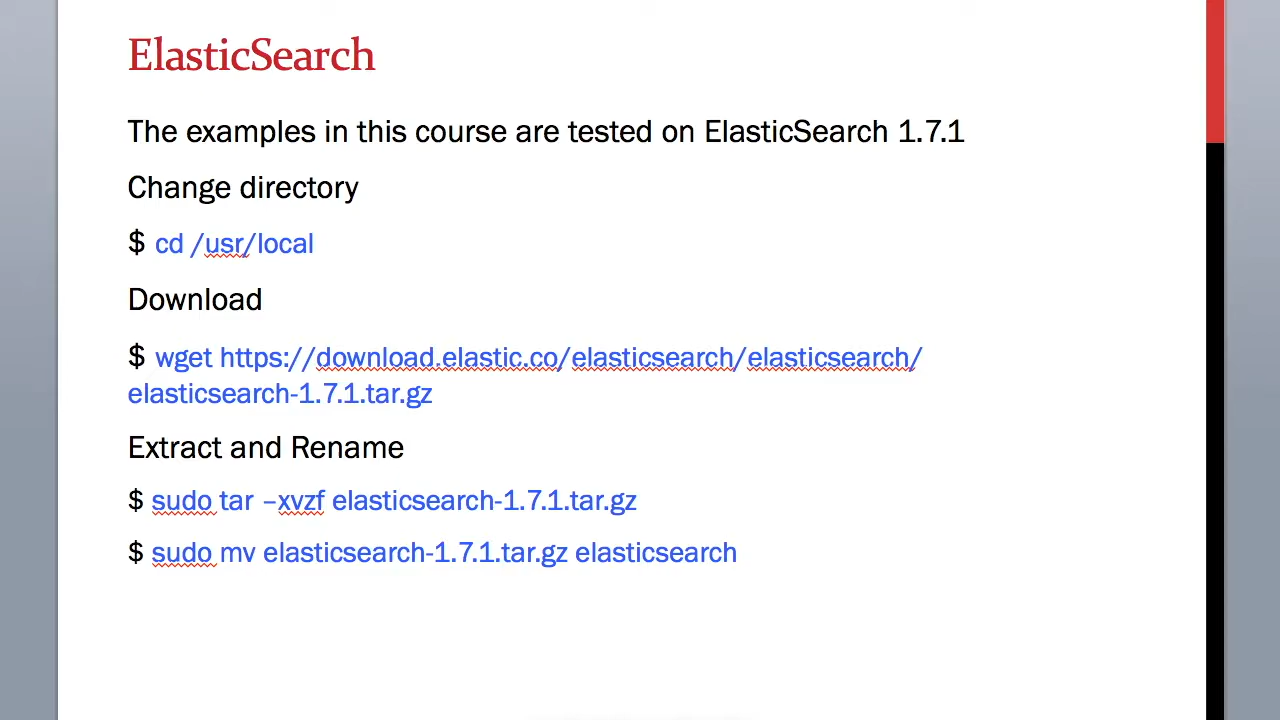 ElasticSearch
The examples in this course are tested on ElasticSearch 1.7.1
Change directory
$ cd /usr/local
Download
$ wget https://download.elastic.co/elasticsearch/elasticsearch/
elasticsearch-1.7.1.tar.gz
Extract and Rename
$ sudo tar –xvzf elasticsearch-1.7.1.tar.gz
$ sudo mv elasticsearch-1.7.1.tar.gz elasticsearch